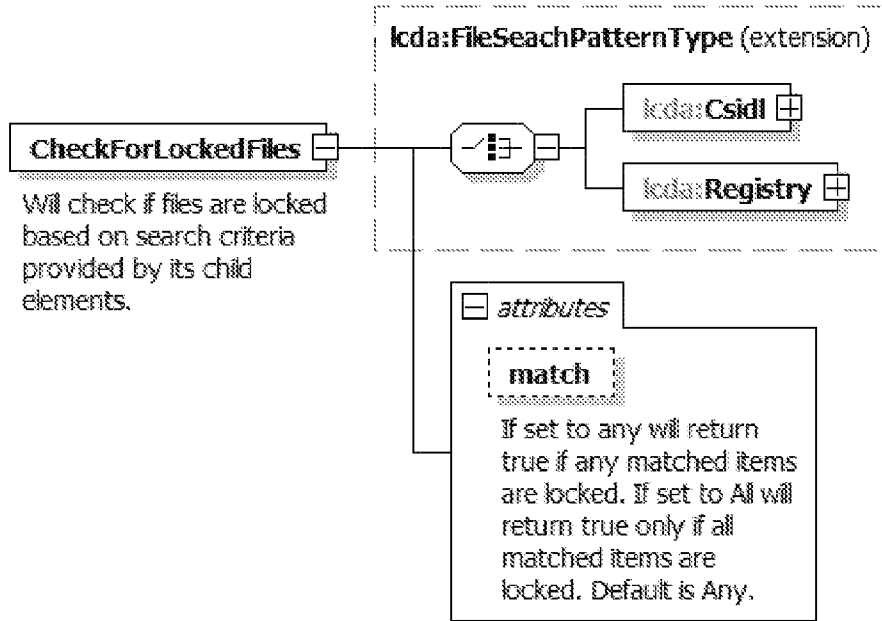 lcda:FileSeachPatternType (extension)
lcda:Csidl
CheckForLockedFiles
lcda:Registry
Will check if files are locked
based on search criteria
provided by its child
elements.
attributes
match
If set to any will return
true if any matched items
are locked. If set to All will
return true only if all
matched items are
locked. Default is Any.